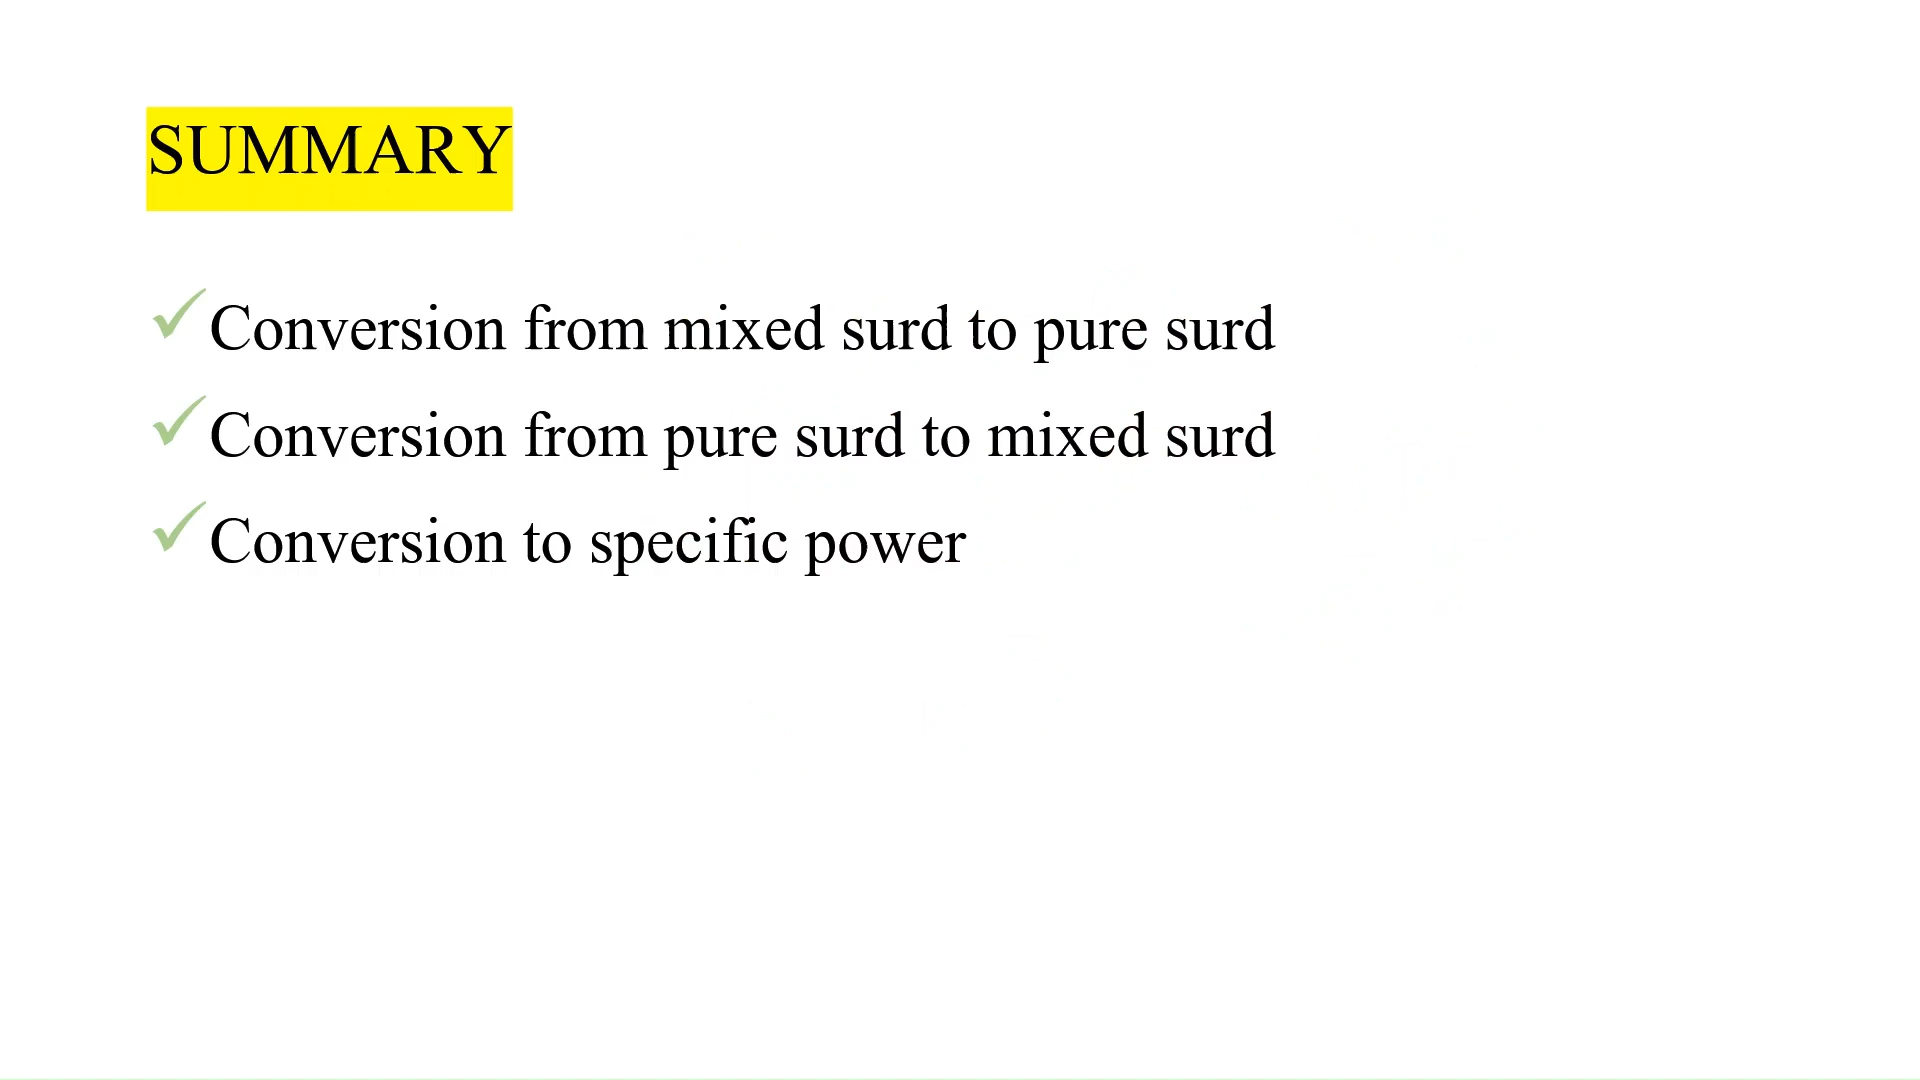 SUMMARY
Conversion from mixed surd to pure surd
Conversion from pure surd to mixed surd
Conversion to specific power